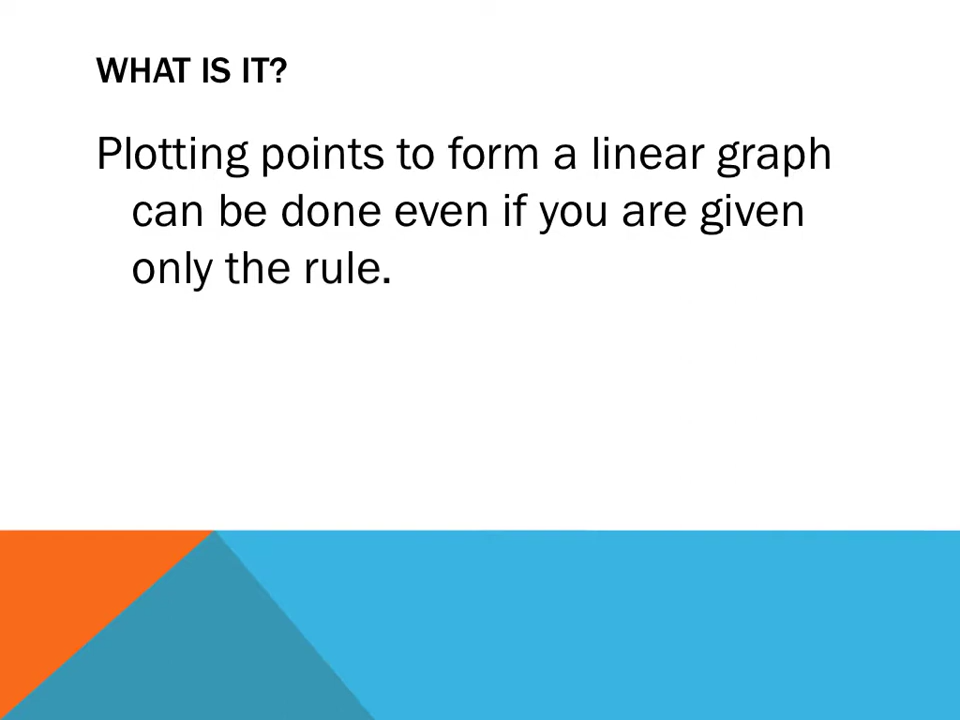 WHAT IS IT?
Plotting points to form a linear graph
can be done even if you are given
only the rule.